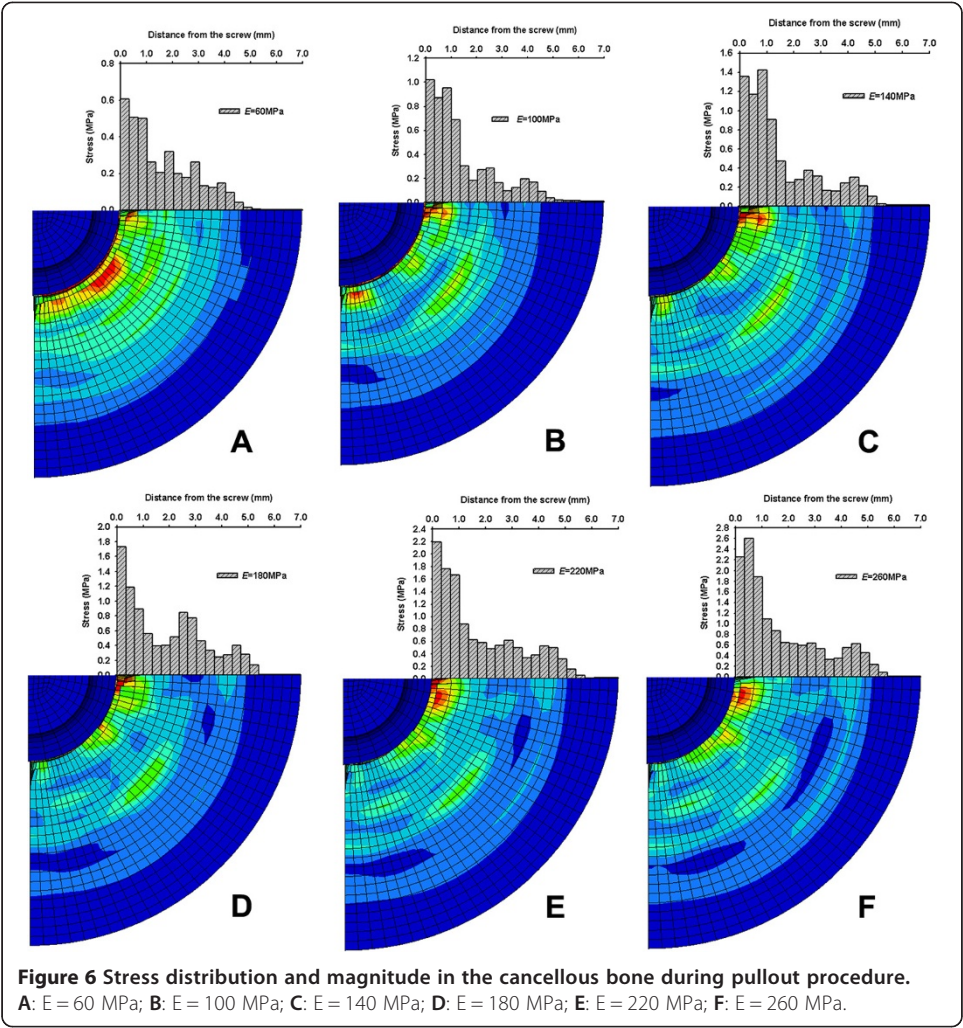 Distance from the screw (mm)
0.0 1.0 2.0 3.0 4.0 5.0 6.0 7.0
0.8
0.6
0.4
0.2
0.0
Stress (MPa)
E=60MPa
A
Distance from the screw (mm)
0.0 1.0 2.0 3.0 4.0 5.0 6.0 7.0
1.2
1.0
0.8
0.6
0.4
0.2
0.0
Stress (MPa)
E=100MPa
B
Distance from the screw (mm)
0.0 1.0 2.0 3.0 4.0 5.0 6.0 7.0
1.6
1.4
1.2
1.0
0.8
0.6
0.4
0.2
0.0
Stress (MPa)
E=140MPa
C
Distance from the screw (mm)
0.0 1.0 2.0 3.0 4.0 5.0 6.0 7.0
2.0
1.8
1.6
1.4
1.2
1.0
0.8
0.6
0.4
0.2
0.0
Stress (MPa)
E=180MPa
D
Distance from the screw (mm)
0.0 1.0 2.0 3.0 4.0 5.0 6.0 7.0
2.4
2.2
2.0
1.8
1.6
1.4
1.2
1.0
0.8
0.6
0.4
0.2
0.0
Stress (MPa)
E=220MPa
E
Distance from the screw (mm)
0.0 1.0 2.0 3.0 4.0 5.0 6.0 7.0
2.8
2.6
2.4
2.2
2.0
1.8
1.6
1.4
1.2
1.0
0.8
0.6
0.4
0.2
0.0
Stress (MPa)
E=260MPa
F
Figure 6 Stress distribution and magnitude in the cancellous bone during pullout procedure.
A: E = 60 MPa; B: E = 100 MPa; C: E = 140 MPa; D: E = 180 MPa; E: E = 220 MPa; F: E = 260 MPa.